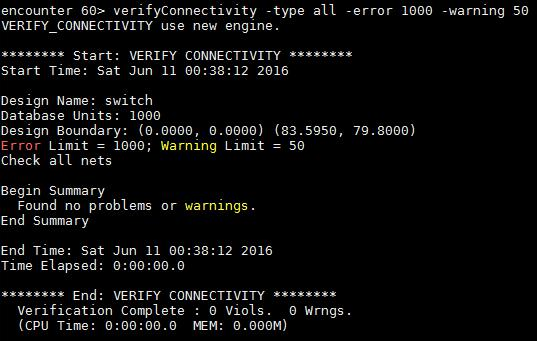 encounter 60> verifyConnectivity -type all -error 1000 -warning 50
VERIFY_CONNECTIVITY use new engine.
******** Start: VERIFY CONNECTIVITY ********
Start Time: Sat Jun 11 00:38:12 2016
Design Name: switch
Database Units: 1000
Design Boundary: (0.0000, 0.0000) (83.5950, 79.8000)
Error Limit = 1000; Warning Limit = 50
Check all nets
Begin Summary
Found no problems or warnings.
End Summary
End Time: Sat Jun 11 00:38:12 2016
Time Elapsed: 0:00:00.0
******** End: VERIFY CONNECTIVITY ********
Verification Complete : 0 Viols.  0 Wrngs.
(CPU Time: 0:00:00.0  MEM: 0.000M)